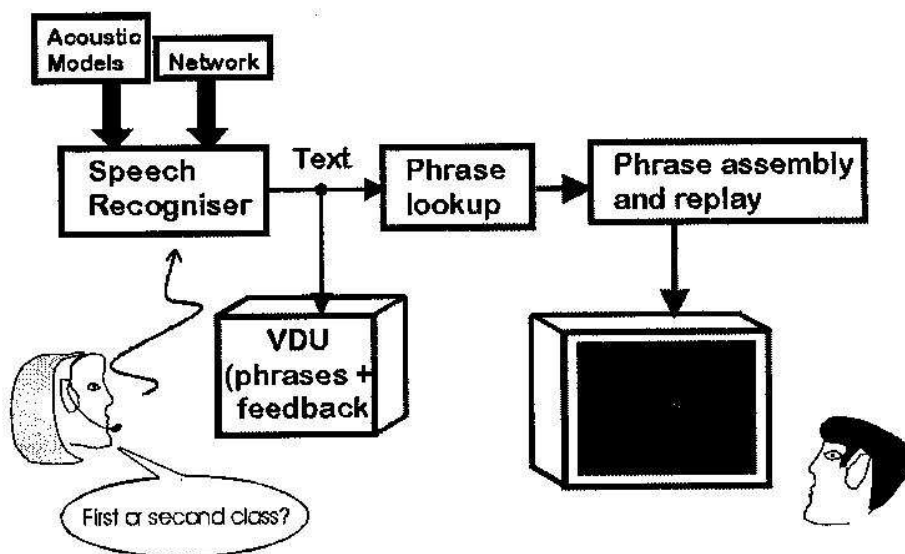 Acoustic
Models
Network
Speech
Recogniser
Text
Phrase
lookup
Phrase assembly
and replay
VDU
(phrases +
feedback
First or second class?